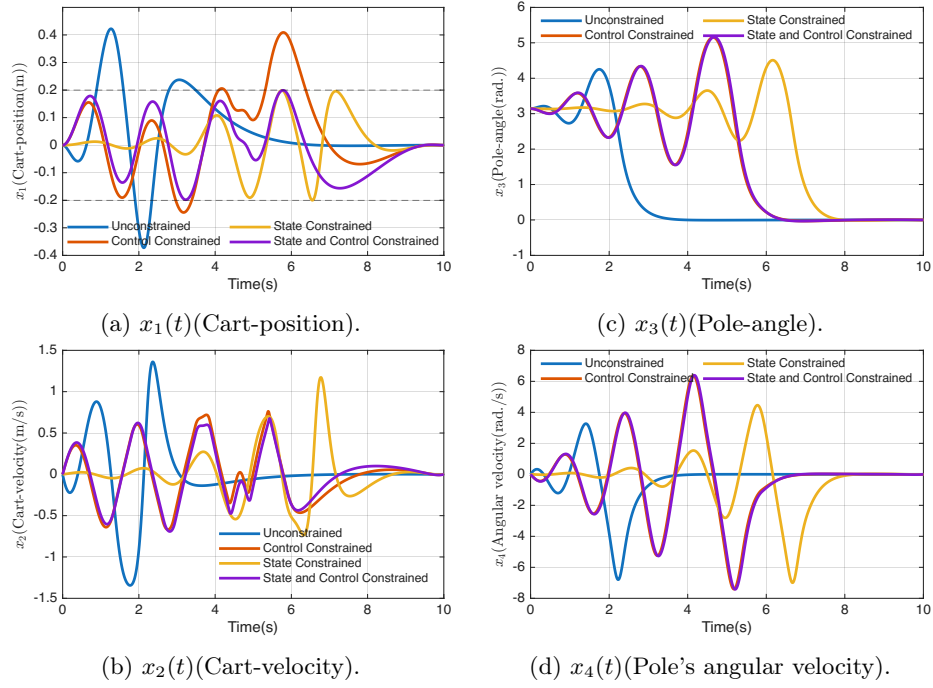 0.4
0.3
0.2
0.1
0
-0.1
-0.2
-0.3
-0.4
x₁(Cart-position(m))
Unconstrained
Control Constrained
State Constrained
State and Control Constrained
0 2 4 6 8 10
Time(s)
(a) x₁(t)(Cart-position).
6
5
4
3
2
1
0
-1
x₃(Pole-angle(rad.))
Unconstrained
Control Constrained
State Constrained
State and Control Constrained
0 2 4 6 8 10
Time(s)
(c) x₃(t)(Pole-angle).
1.5
1
0.5
0
-0.5
-1
-1.5
x₂(Cart-velocity(m/s))
Unconstrained
Control Constrained
State Constrained
State and Control Constrained
0 2 4 6 8 10
Time(s)
(b) x₂(t)(Cart-velocity).
8
6
4
2
0
-2
-4
-6
-8
x₄(Angular velocity(rad./s))
Unconstrained
Control Constrained
State Constrained
State and Control Constrained
0 2 4 6 8 10
Time(s)
(d) x₄(t)(Pole's angular velocity).